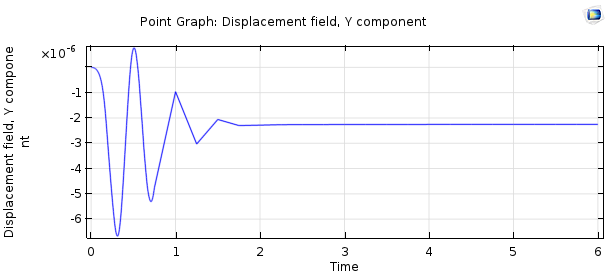 Point Graph: Displacement field, Y component
×10⁻⁶
-1
-2
-3
-4
-5
-6
Displacement field, Y compone
nt
0 1 2 3 4 5 6
Time